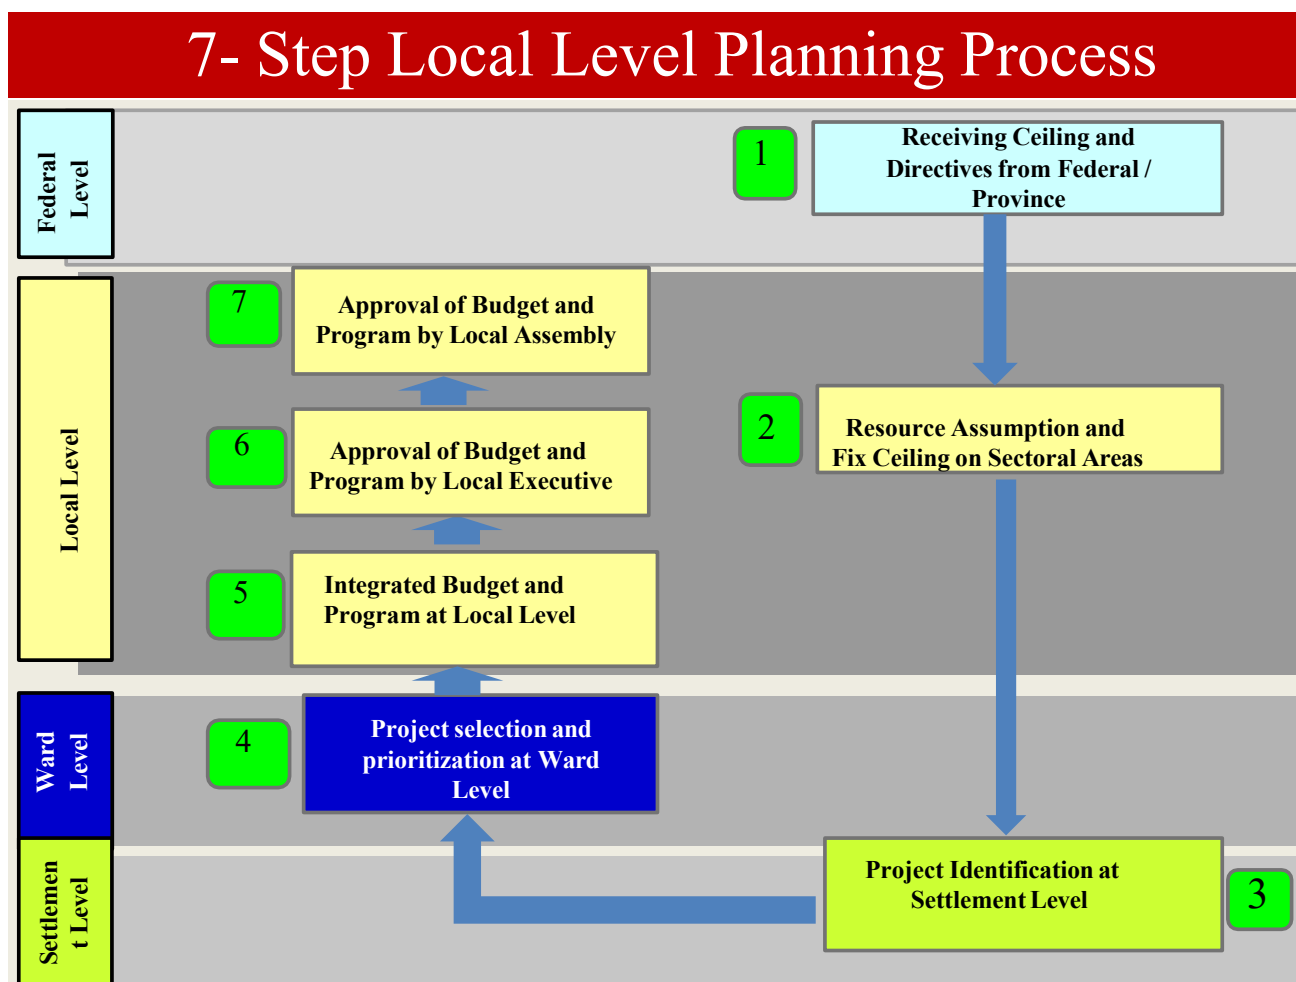 7- Step Local Level Planning Process
Federal
Level
1
Receiving Ceiling and
Directives from Federal /
Province
Local Level
7
Approval of Budget and
Program by Local Assembly
6
Approval of Budget and
Program by Local Executive
2
Resource Assumption and
Fix Ceiling on Sectoral Areas
5
Integrated Budget and
Program at Local Level
Ward
Level
4
Project selection and
prioritization at Ward
Level
Settlemen
t Level
Project Identification at
Settlement Level
3